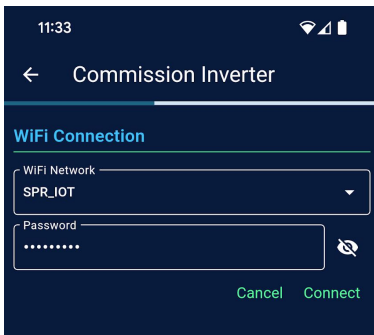 11:33
Commission Inverter
WiFi Connection
WiFi Network
SPR_IOT
Password
•••••••••
Cancel Connect